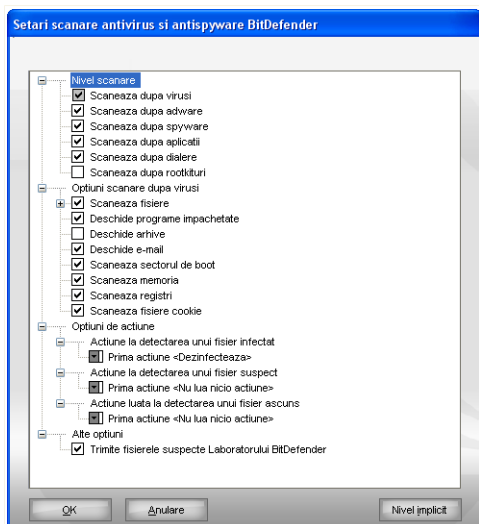 Setari scanare antivirus si antispyware BitDefender
Nivel scanare
Scaneaza dupa virusi
Scaneaza dupa adware
Scaneaza dupa spyware
Scaneaza dupa aplicatii
Scaneaza dupa dialere
Scaneaza dupa rootkituri
Optiuni scanare dupa virusi
Scaneaza fisiere
Deschide programe impachetate
Deschide arhive
Deschide e-mail
Scaneaza sectorul de boot
Scaneaza memoria
Scaneaza registri
Scaneaza fisiere cookie
Optiuni de actiune
Actiune la detectarea unui fisier infectat
Prima actiune <Dezinfecteaza>
Actiune la detectarea unui fisier suspect
Prima actiune <Nu lua nicio actiune>
Actiune luata la detectarea unui fisier ascuns
Prima actiune <Nu lua nicio actiune>
Alte optiuni
Trimite fisierele suspecte Laboratorului BitDefender
OK Anulare Nivel implicit